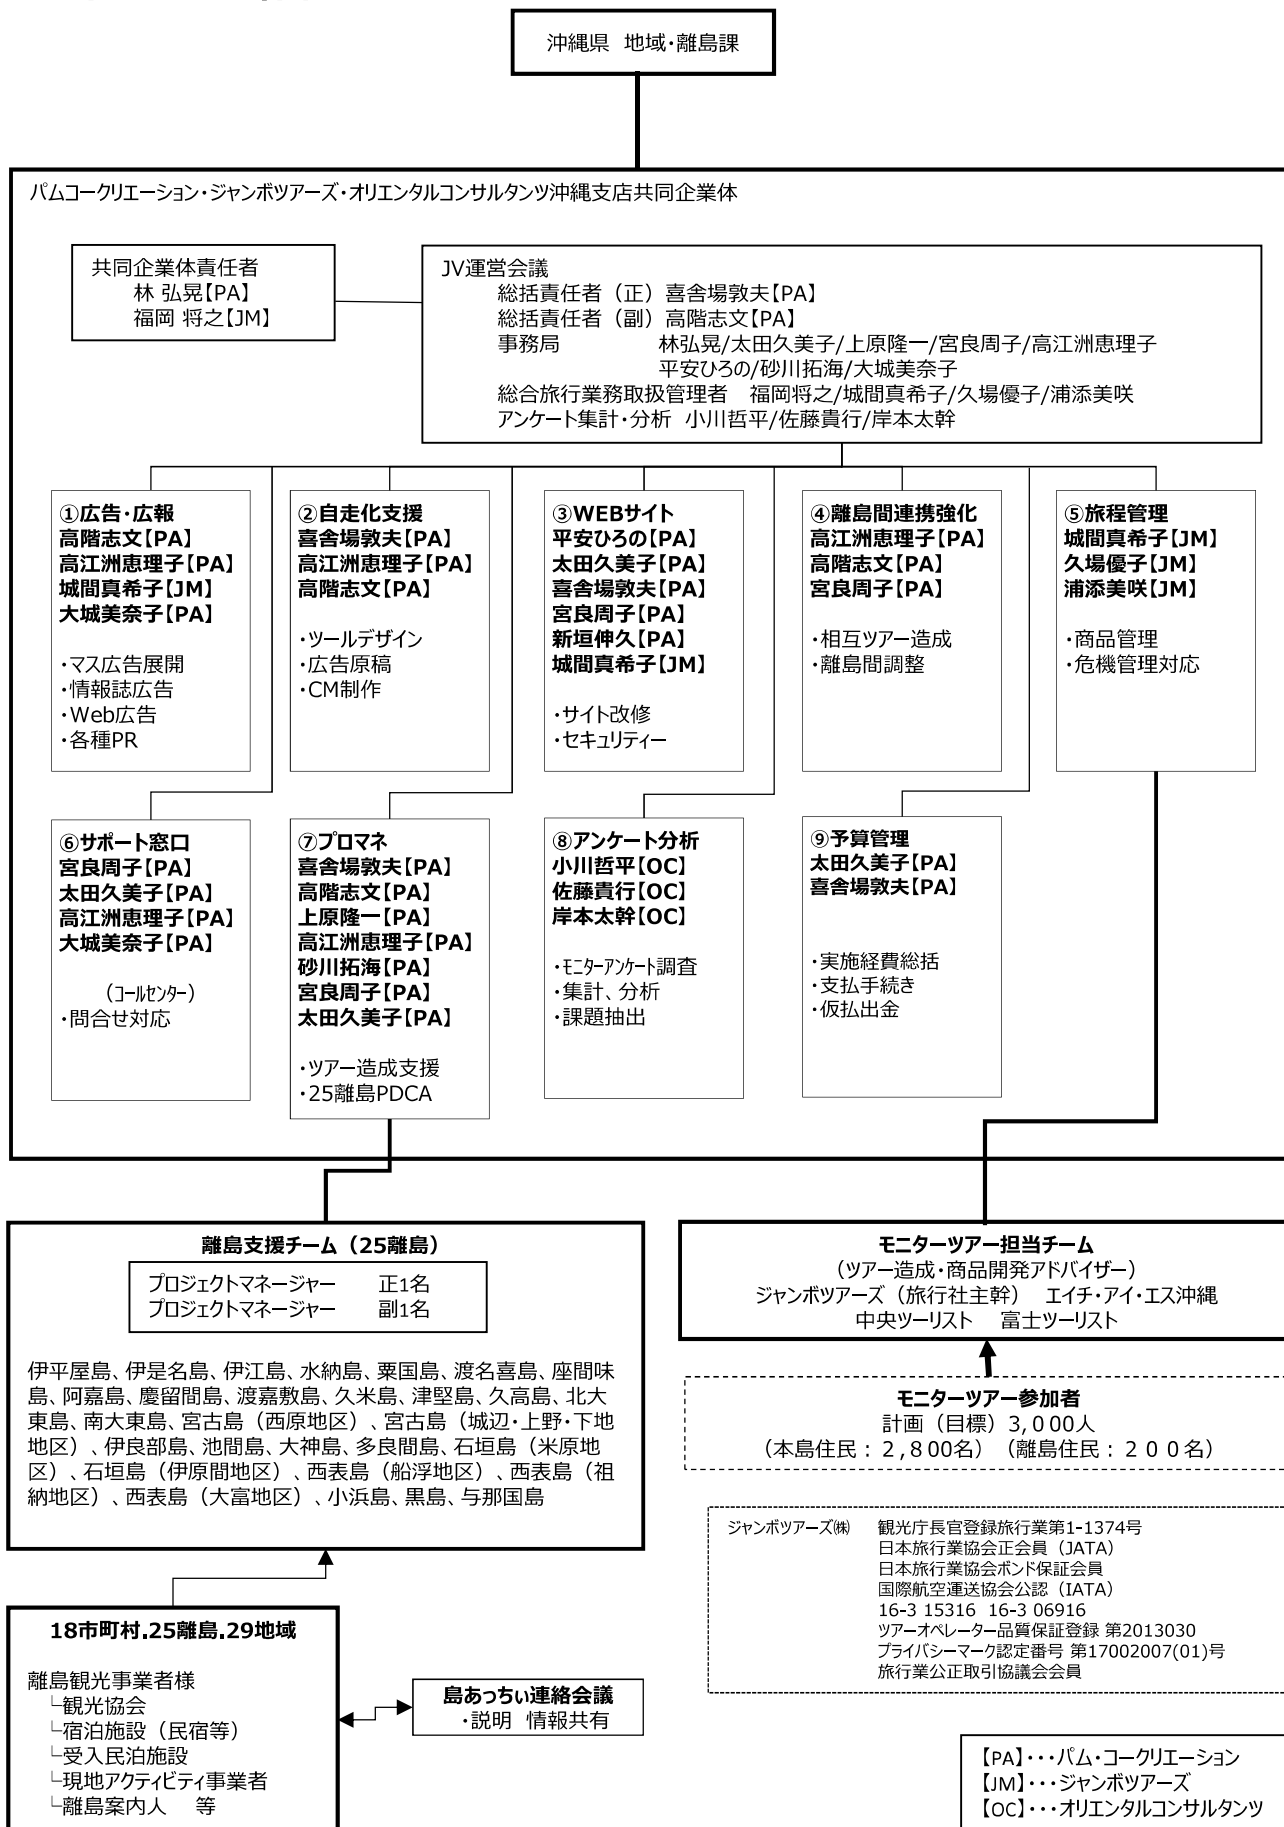 沖縄県 地域・離島課
パムコークリエーション・ジャンボツアーズ・オリエンタルコンサルタンツ沖縄支店共同企業体
共同企業体責任者
林 弘晃【PA】
福岡 将之【JM】
JV運営会議
総括責任者（正）喜舎場敦夫【PA】
総括責任者（副）高階志文【PA】
事務局 林弘晃/太田久美子/上原隆一/宮良周子/高江洲恵理子
平安ひろの/砂川拓海/大城美奈子
総合旅行業務取扱管理者 福岡将之/城間真希子/久場優子/浦添美咲
アンケート集計・分析 小川哲平/佐藤貴行/岸本太幹
①広告・広報
高階志文【PA】
高江洲恵理子【PA】
城間真希子【JM】
大城美奈子【PA】
・マス広告展開
・情報誌広告
・Web広告
・各種PR
②自走化支援
喜舎場敦夫【PA】
高江洲恵理子【PA】
高階志文【PA】
・ツールデザイン
・広告原稿
・CM制作
③WEBサイト
平安ひろの【PA】
太田久美子【PA】
喜舎場敦夫【PA】
宮良周子【PA】
新垣伸久【PA】
城間真希子【JM】
・サイト改修
・セキュリティー
④離島間連携強化
高江洲恵理子【PA】
高階志文【PA】
宮良周子【PA】
・相互ツアー造成
・離島間調整
⑤旅程管理
城間真希子【JM】
久場優子【JM】
浦添美咲【JM】
・商品管理
・危機管理対応
⑥サポート窓口
宮良周子【PA】
太田久美子【PA】
高江洲恵理子【PA】
大城美奈子【PA】
（コールセンター）
・問合せ対応
⑦プロマネ
喜舎場敦夫【PA】
高階志文【PA】
上原隆一【PA】
高江洲恵理子【PA】
砂川拓海【PA】
宮良周子【PA】
太田久美子【PA】
・ツアー造成支援
・25離島PDCA
⑧アンケート分析
小川哲平【OC】
佐藤貴行【OC】
岸本太幹【OC】
・モニターアンケート調査
・集計、分析
・課題抽出
⑨予算管理
太田久美子【PA】
喜舎場敦夫【PA】
・実施経費総括
・支払手続き
・仮払出金
離島支援チーム（25離島）
プロジェクトマネージャー 正1名
プロジェクトマネージャー 副1名
伊平屋島、伊是名島、伊江島、水納島、粟国島、渡名喜島、座間味
島、阿嘉島、慶留間島、渡嘉敷島、久米島、津堅島、久高島、北大
東島、南大東島、宮古島（西原地区）、宮古島（城辺・上野・下地
地区）、伊良部島、池間島、大神島、多良間島、石垣島（米原地
区）、石垣島（伊原間地区）、西表島（船浮地区）、西表島（祖
納地区）、西表島（大富地区）、小浜島、黒島、与那国島
モニターツアー担当チーム
（ツアー造成・商品開発アドバイザー）
ジャンボツアーズ（旅行社主幹） エイチ・アイ・エス沖縄
中央ツーリスト 富士ツーリスト
モニターツアー参加者
計画（目標）3,000人
（本島住民：2,800名）（離島住民：２００名）
ジャンボツアーズ㈱ 観光庁長官登録旅行業第1-1374号
日本旅行業協会正会員（JATA）
日本旅行業協会ボンド保証会員
国際航空運送協会公認（IATA）
16-3 15316 16-3 06916
ツアーオペレーター品質保証登録 第2013030
プライバシーマーク認定番号 第17002007(01)号
旅行業公正取引協議会会員
18市町村.25離島.29地域
離島観光事業者様
└観光協会
└宿泊施設（民宿等）
└受入民泊施設
└現地アクティビティ事業者
└離島案内人 等
島あっちぃ連絡会議
・説明 情報共有
【PA】・・・パム・コークリエーション
【JM】・・・ジャンボツアーズ
【OC】・・・オリエンタルコンサルタンツ